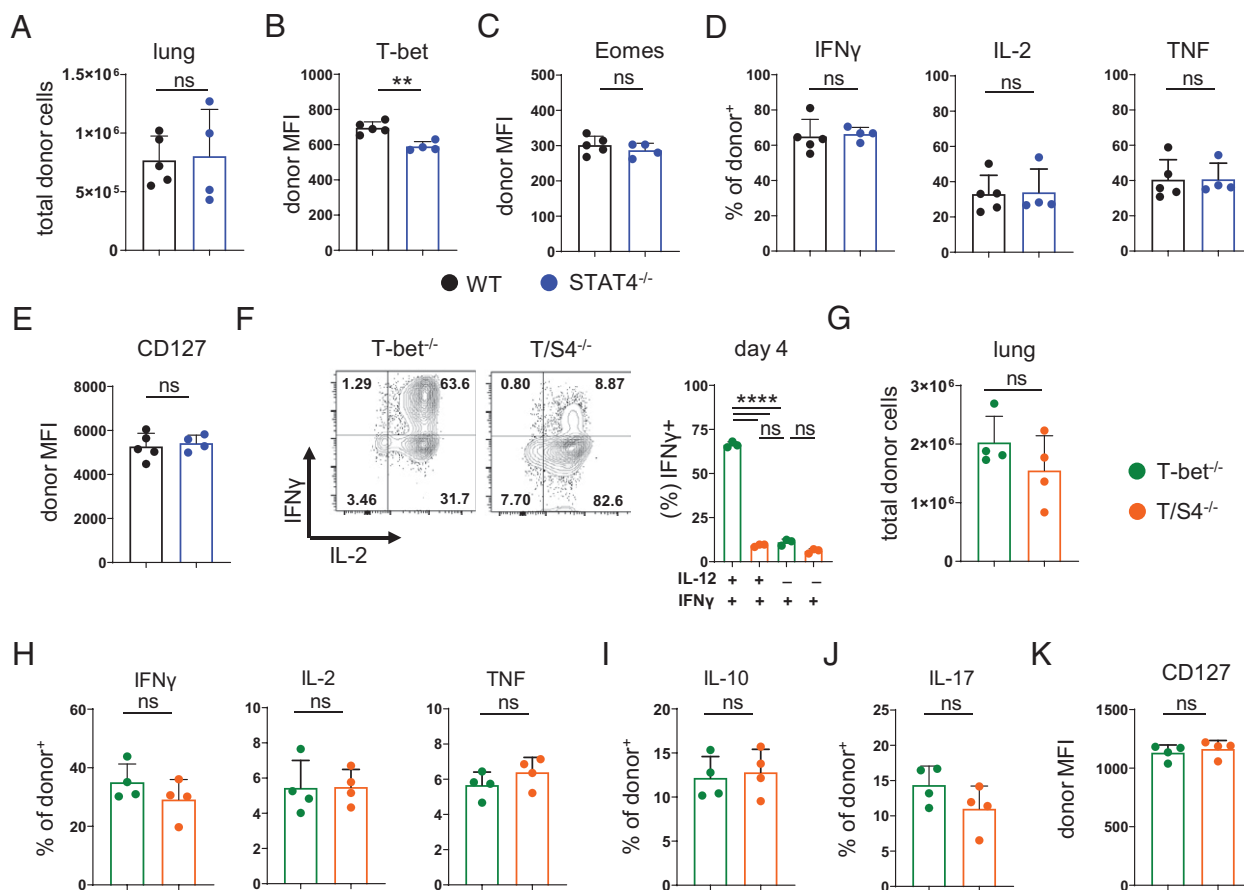 A
lung
total donor cells
1.5×10⁶
1×10⁶
5×10⁵
0
ns
B
T-bet
donor MFI
1000
800
600
400
200
0
**
C
Eomes
donor MFI
500
400
300
200
100
0
ns
D
IFNγ
% of donor⁺
100
80
60
40
20
0
ns
IL-2
100
80
60
40
20
0
ns
TNF
100
80
60
40
20
0
ns
WT
STAT4⁻/⁻
E
CD127
donor MFI
8000
6000
4000
2000
0
ns
F
T-bet⁻/⁻
1.29
63.6
3.46
31.7
T/S4⁻/⁻
0.80
8.87
7.70
82.6
IFNγ
IL-2
day 4
(%) IFNγ+
100
75
50
25
0
****
ns
ns
IL-12 + + – –
IFNγ + + + +
G
lung
total donor cells
3×10⁶
2×10⁶
1×10⁶
0
ns
T-bet⁻/⁻
T/S4⁻/⁻
H
IFNγ
% of donor⁺
60
40
20
0
ns
IL-2
10
8
6
4
2
0
ns
TNF
10
8
6
4
2
0
ns
I
IL-10
% of donor⁺
20
15
10
5
0
ns
J
IL-17
% of donor⁺
25
20
15
10
5
0
ns
K
CD127
donor MFI
1500
1000
500
0
ns